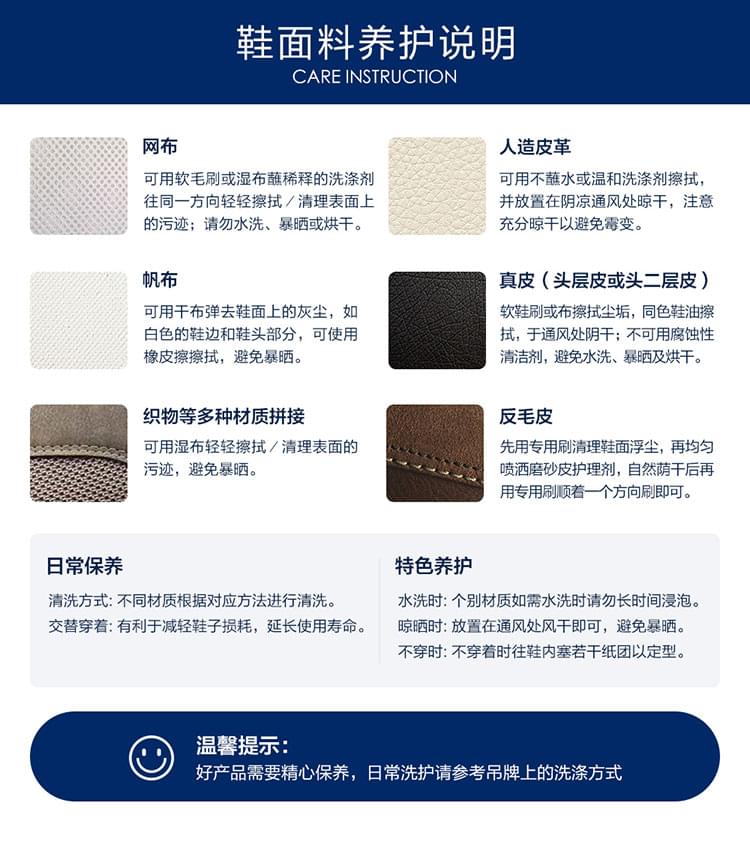 鞋面料养护说明
CARE INSTRUCTION
网布
可用软毛刷或湿布蘸稀释的洗涤剂
往同一方向轻轻擦拭/清理表面上
的污迹；请勿水洗、暴晒或烘干。
人造皮革
可用不蘸水或温和洗涤剂擦拭，
并放置在阴凉通风处晾干，注意
充分晾干以避免霉变。
帆布
可用干布弹去鞋面上的灰尘，如
白色的鞋边和鞋头部分，可使用
橡皮擦擦拭，避免暴晒。
真皮（头层皮或头二层皮）
软鞋刷或布擦拭尘垢，同色鞋油擦
拭，于通风处阴干；不可用腐蚀性
清洁剂，避免水洗、暴晒及烘干。
织物等多种材质拼接
可用湿布轻轻擦拭/清理表面的
污迹，避免暴晒。
反毛皮
先用专用刷清理鞋面浮尘，再均匀
喷洒磨砂皮护理剂，自然荫干后再
用专用刷顺着一个方向刷即可。
日常保养
清洗方式: 不同材质根据对应方法进行清洗。
交替穿着: 有利于减轻鞋子损耗，延长使用寿命。
特色养护
水洗时: 个别材质如需水洗时请勿长时间浸泡。
晾晒时: 放置在通风处风干即可，避免暴晒。
不穿时: 不穿着时往鞋内塞若干纸团以定型。
温馨提示:
好产品需要精心保养，日常洗护请参考吊牌上的洗涤方式